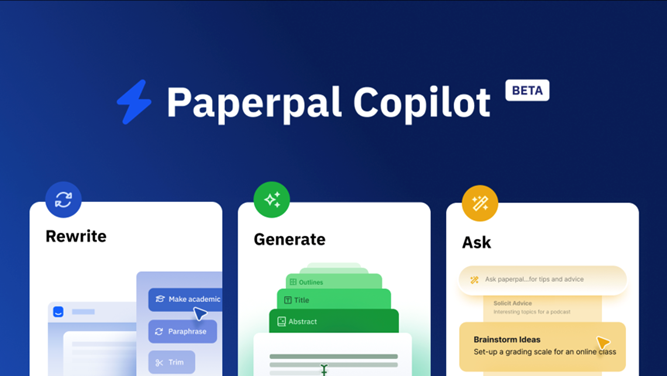 Paperpal Copilot BETA
Rewrite
Make academic
Paraphrase
Trim
Generate
Outlines
Title
Abstract
Ask
Ask paperpal...for tips and advice
Solicit Advice
Interesting topics for a podcast
Brainstorm Ideas
Set-up a grading scale for an online class